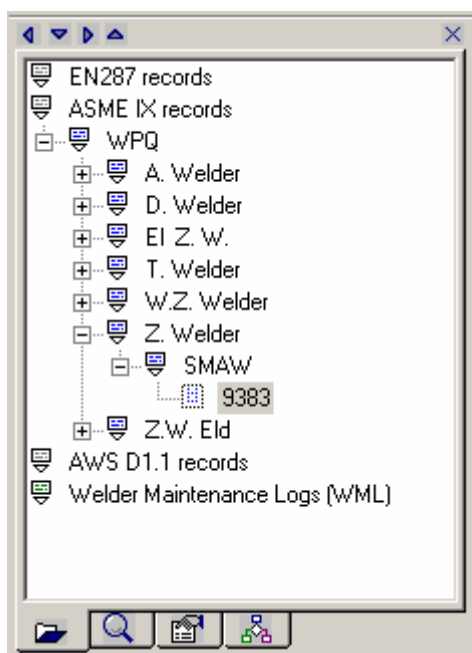 EN287 records
ASME IX records
WPQ
A. Welder
D. Welder
El Z. W.
T. Welder
W.Z. Welder
Z. Welder
SMAW
9383
Z.W. Eld
AWS D1.1 records
Welder Maintenance Logs (WML)